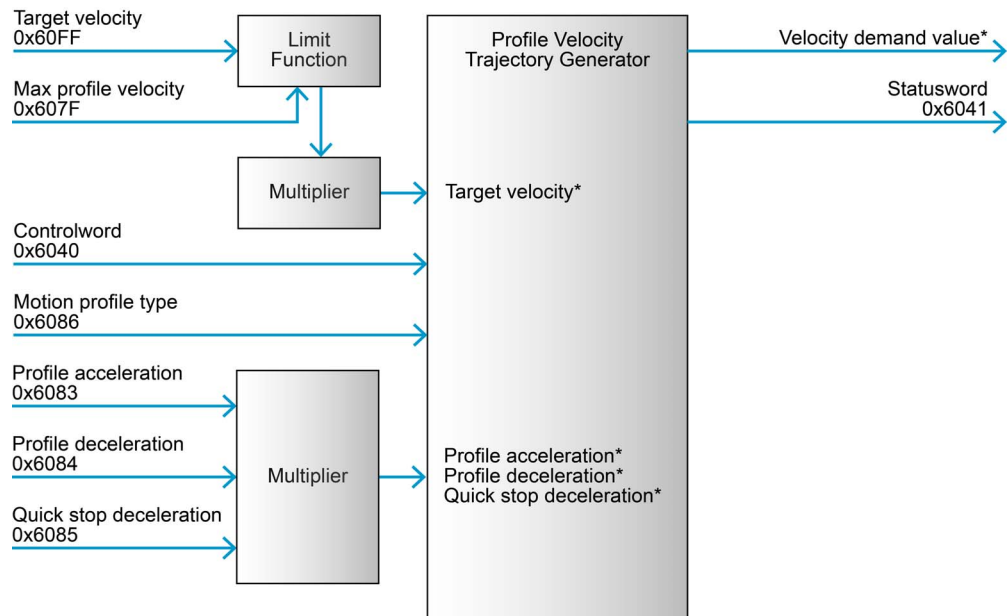 Target velocity
0x60FF
Limit
Function
Profile Velocity
Trajectory Generator
Velocity demand value*
Max profile velocity
0x607F
Statusword
0x6041
Multiplier
Target velocity*
Controlword
0x6040
Motion profile type
0x6086
Profile acceleration
0x6083
Profile deceleration
0x6084
Quick stop deceleration
0x6085
Multiplier
Profile acceleration*
Profile deceleration*
Quick stop deceleration*